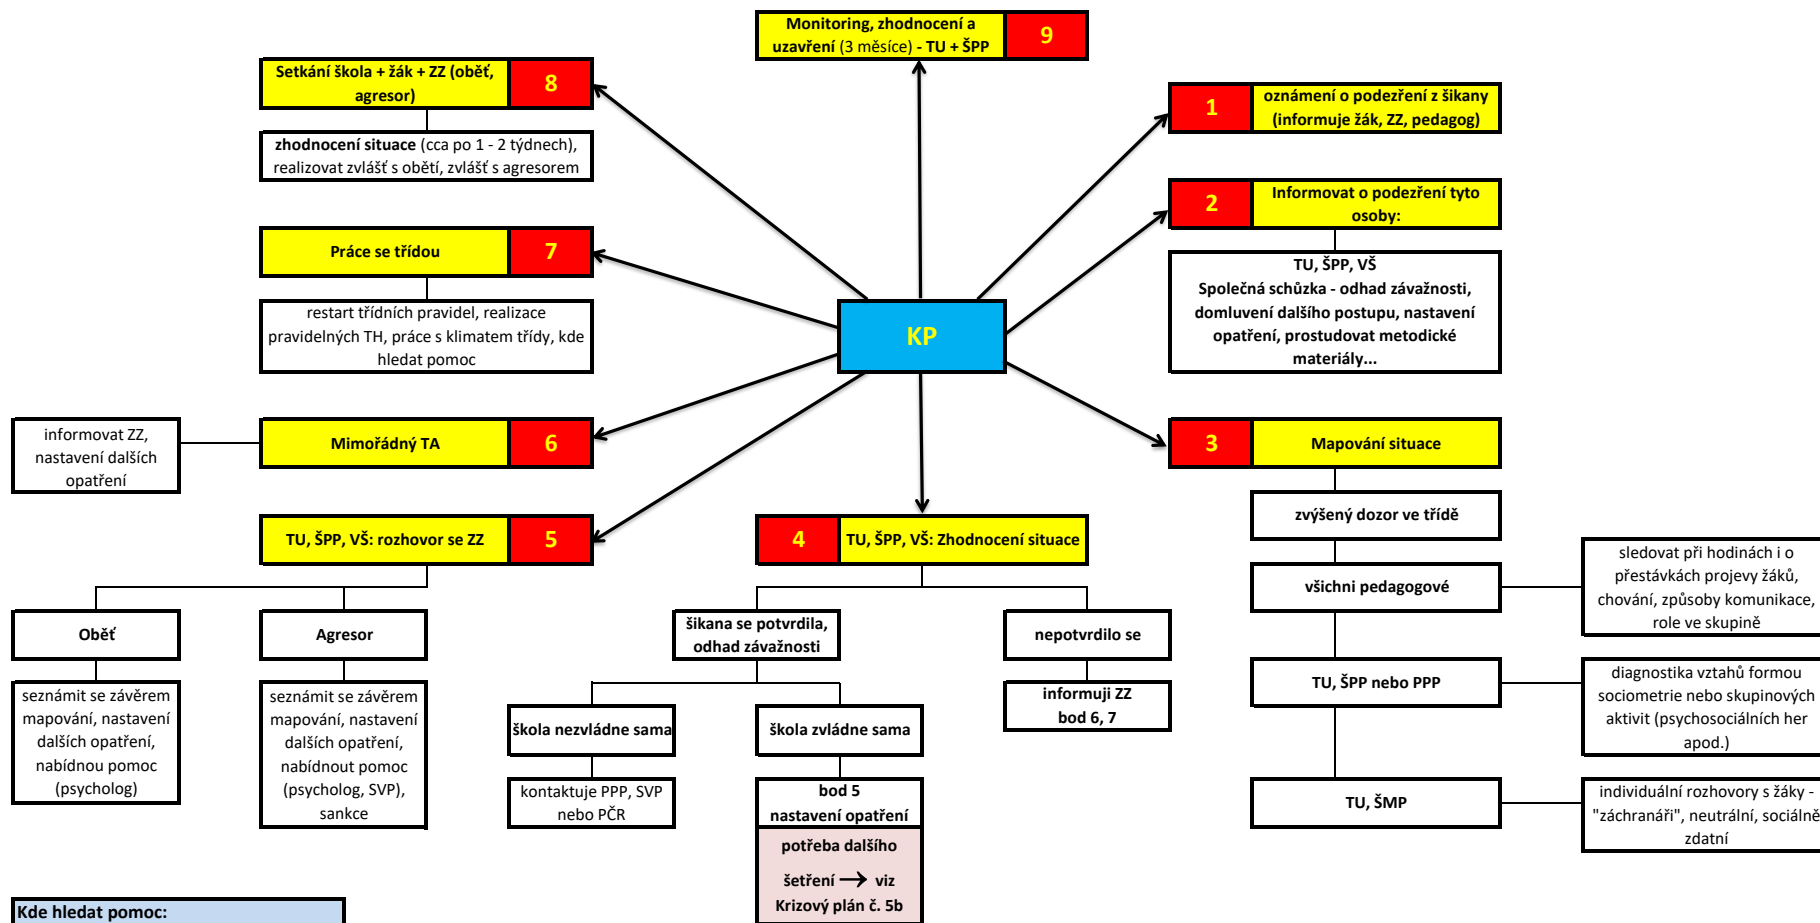 Monitoring, zhodnocení a
uzavření (3 měsíce) - TU + ŠPP
9
Setkání škola + žák + ZZ (oběť,
agresor)
8
zhodnocení situace (cca po 1 - 2 týdnech),
realizovat zvlášť s obětí, zvlášť s agresorem
1
oznámení o podezření z šikany
(informuje žák, ZZ, pedagog)
2
Informovat o podezření tyto
osoby:
TU, ŠPP, VŠ
Společná schůzka - odhad závažnosti,
domluvení dalšího postupu, nastavení
opatření, prostudovat metodické
materiály...
Práce se třídou
7
restart třídních pravidel, realizace
pravidelných TH, práce s klimatem třídy, kde
hledat pomoc
KP
informovat ZZ,
nastavení dalších
opatření
Mimořádný TA
6
3
Mapování situace
zvýšený dozor ve třídě
všichni pedagogové
sledovat při hodinách i o
přestávkách projevy žáků,
chování, způsoby komunikace,
role ve skupině
TU, ŠPP nebo PPP
diagnostika vztahů formou
sociometrie nebo skupinových
aktivit (psychosociálních her
apod.)
TU, ŠMP
individuální rozhovory s žáky -
"záchranáři", neutrální, sociálně
zdatní
TU, ŠPP, VŠ: rozhovor se ZZ
5
Oběť
seznámit se závěrem
mapování, nastavení
dalších opatření,
nabídnou pomoc
(psycholog)
Agresor
seznámit se závěrem
mapování, nastavení
dalších opatření,
nabídnout pomoc
(psycholog, SVP),
sankce
4
TU, ŠPP, VŠ: Zhodnocení situace
šikana se potvrdila,
odhad závažnosti
nepotvrdilo se
informuji ZZ
bod 6, 7
škola nezvládne sama
kontaktuje PPP, SVP
nebo PČR
škola zvládne sama
bod 5
nastavení opatření
potřeba dalšího
šetření → viz
Krizový plán č. 5b
Kde hledat pomoc: